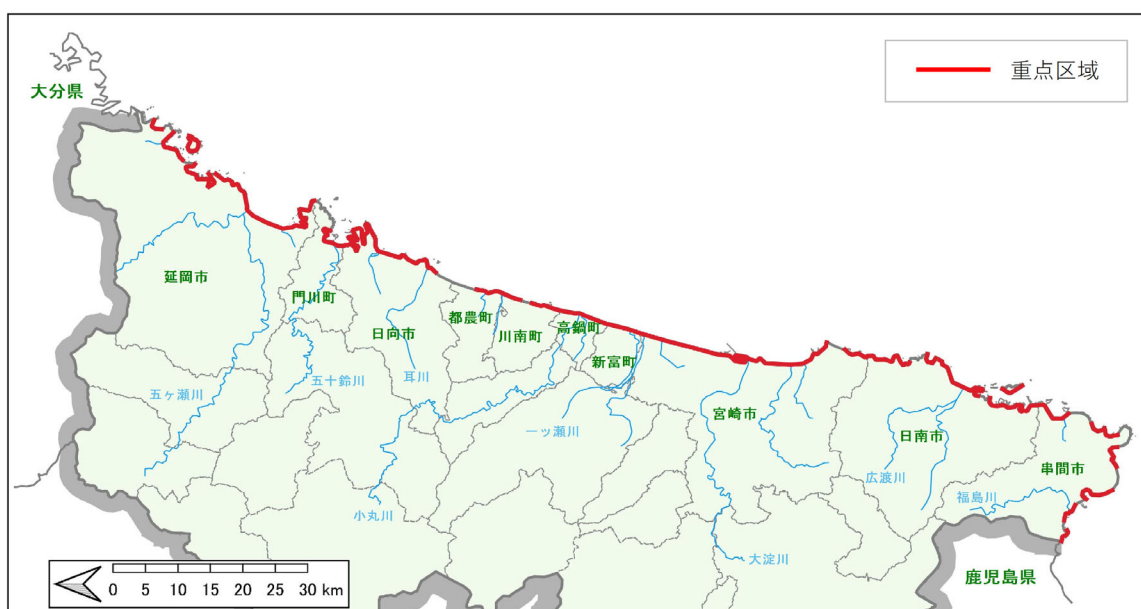 重点区域
大分県
延岡市
門川町
日向市
都農町
川南町
高鍋町
新富町
宮崎市
日南市
串間市
五ヶ瀬川
五十鈴川
耳川
小丸川
一ッ瀬川
大淀川
広渡川
福島川
鹿児島県
0 5 10 15 20 25 30 km